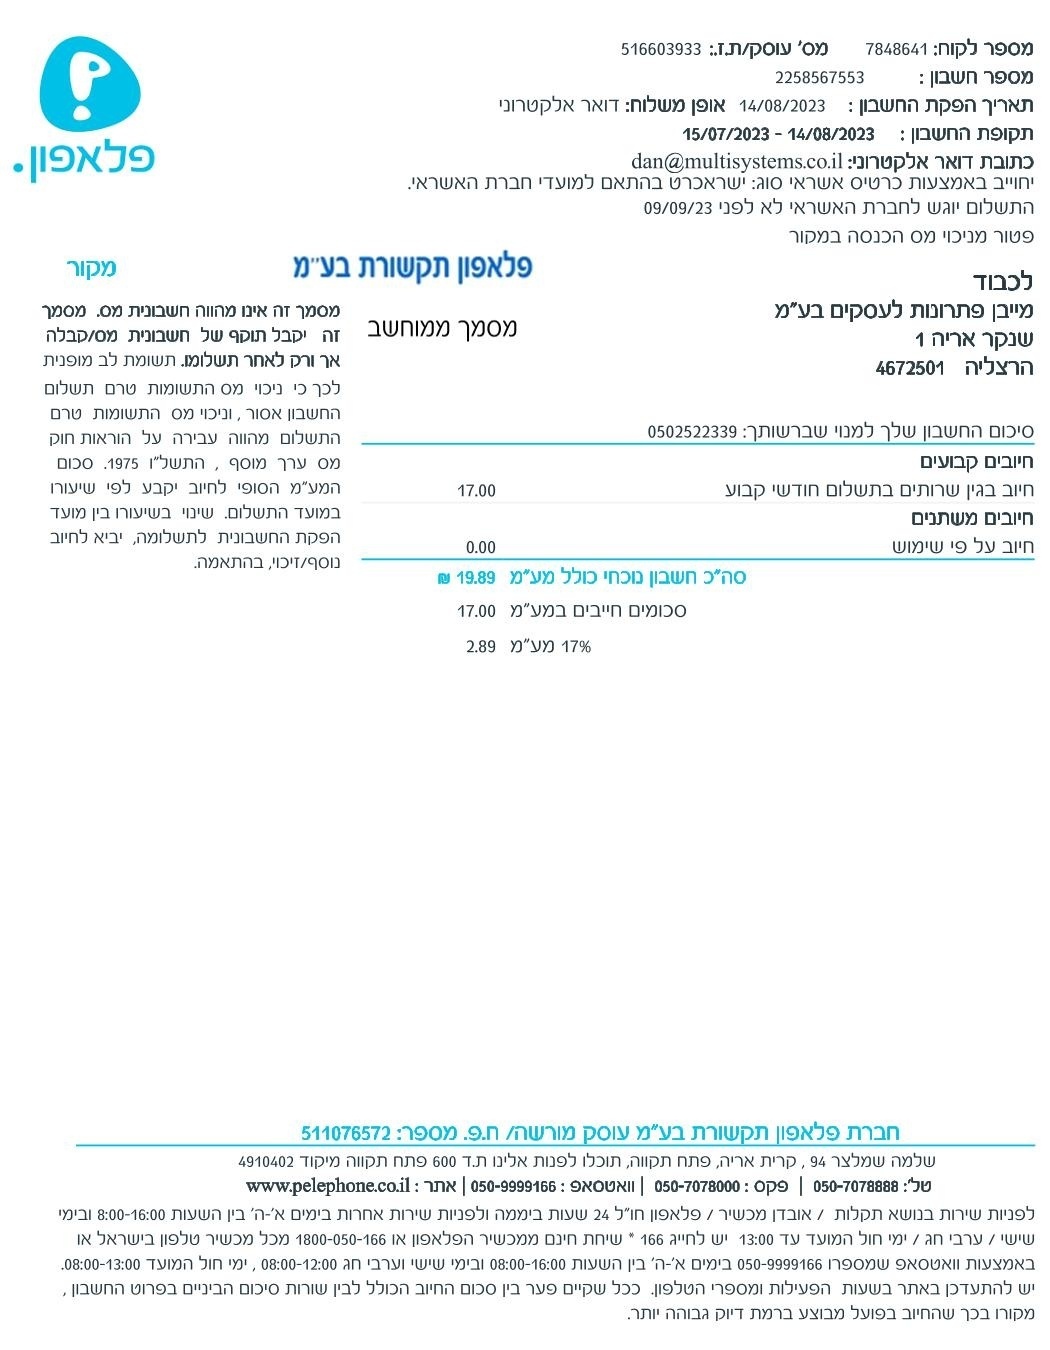 פלאפון.
מספר לקוח: 7848641 מס' עוסק/ת.ז.: 516603933
מספר חשבון : 2258567553
תאריך הפקת החשבון : 14/08/2023 אופן משלוח: דואר אלקטרוני
תקופת החשבון : 15/07/2023 - 14/08/2023
כתובת דואר אלקטרוני: dan@multisystems.co.il
יחוייב באמצעות כרטיס אשראי סוג: ישראכרט בהתאם למועדי חברת האשראי.
התשלום יוגש לחברת האשראי לא לפני 09/09/23
פטור מניכוי מס הכנסה במקור
פלאפון תקשורת בע"מ
מקור
לכבוד
מייבן פתרונות לעסקים בע"מ
שנקר אריה 1
הרצליה 4672501
מסמך ממוחשב
מסמך זה אינו מהווה חשבונית מס. מסמך
זה יקבל תוקף של חשבונית מס/קבלה
אך ורק לאחר תשלומו. תשומת לב מופנית
לכך כי ניכוי מס התשומות טרם תשלום
החשבון אסור , וניכוי מס התשומות טרם
התשלום מהווה עבירה על הוראות חוק
מס ערך מוסף , התשל"ו 1975. סכום
המע"מ הסופי לחיוב יקבע לפי שיעורו
במועד התשלום. שינוי בשיעורו בין מועד
הפקת החשבונית לתשלומה, יביא לחיוב
נוסף/זיכוי, בהתאמה.
סיכום החשבון שלך למנוי שברשותך: 0502522339
חיובים קבועים
חיוב בגין שרותים בתשלום חודשי קבוע 17.00
חיובים משתנים
חיוב על פי שימוש 0.00
סה"כ חשבון נוכחי כולל מע"מ 19.89 ₪
סכומים חייבים במע"מ 17.00
17% מע"מ 2.89
חברת פלאפון תקשורת בע"מ עוסק מורשה/ ח.פ. מספר: 511076572
שלמה שמלצר 94 , קרית אריה, פתח תקווה, תוכלו לפנות אלינו ת.ד 600 פתח תקווה מיקוד 4910402
טל': 050-7078888 | פקס : 050-7078000 | וואטסאפ : 050-9999166 | אתר : www.pelephone.co.il
לפניות שירות בנושא תקלות / אובדן מכשיר / פלאפון חו"ל 24 שעות ביממה ולפניות שירות אחרות בימים א'-ה' בין השעות 8:00-16:00 ובימי
שישי / ערבי חג / ימי חול המועד עד 13:00 יש לחייג 166 * שיחת חינם ממכשיר הפלאפון או 1800-050-166 מכל מכשיר טלפון בישראל או
באמצעות וואטסאפ שמספרו 050-9999166 בימים א'-ה' בין השעות 08:00-16:00 ובימי שישי וערבי חג 08:00-12:00 , ימי חול המועד 08:00-13:00.
יש להתעדכן באתר בשעות הפעילות ומספרי הטלפון. ככל שקיים פער בין סכום החיוב הכולל לבין שורות סיכום הביניים בפרוט החשבון ,
מקורו בכך שהחיוב בפועל מבוצע ברמת דיוק גבוהה יותר.